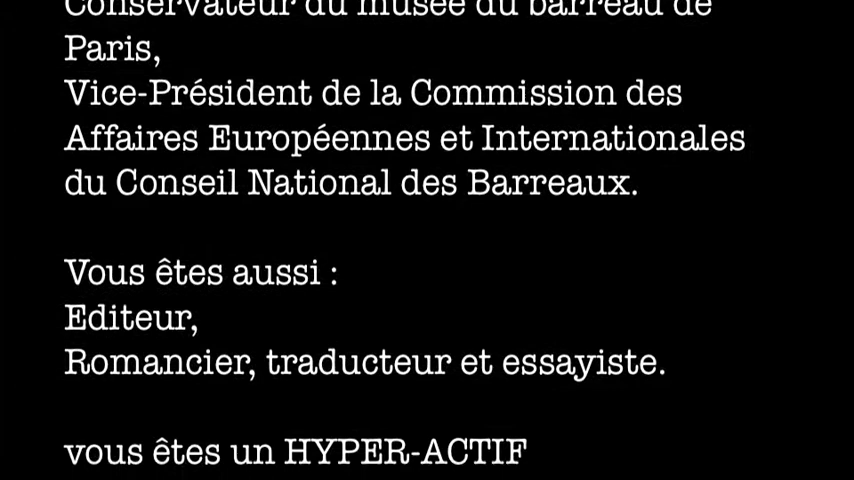 Conservateur du musée du barreau de
Paris,
Vice-Président de la Commission des
Affaires Européennes et Internationales
du Conseil National des Barreaux.
Vous êtes aussi :
Editeur,
Romancier, traducteur et essayiste.
vous êtes un HYPER-ACTIF